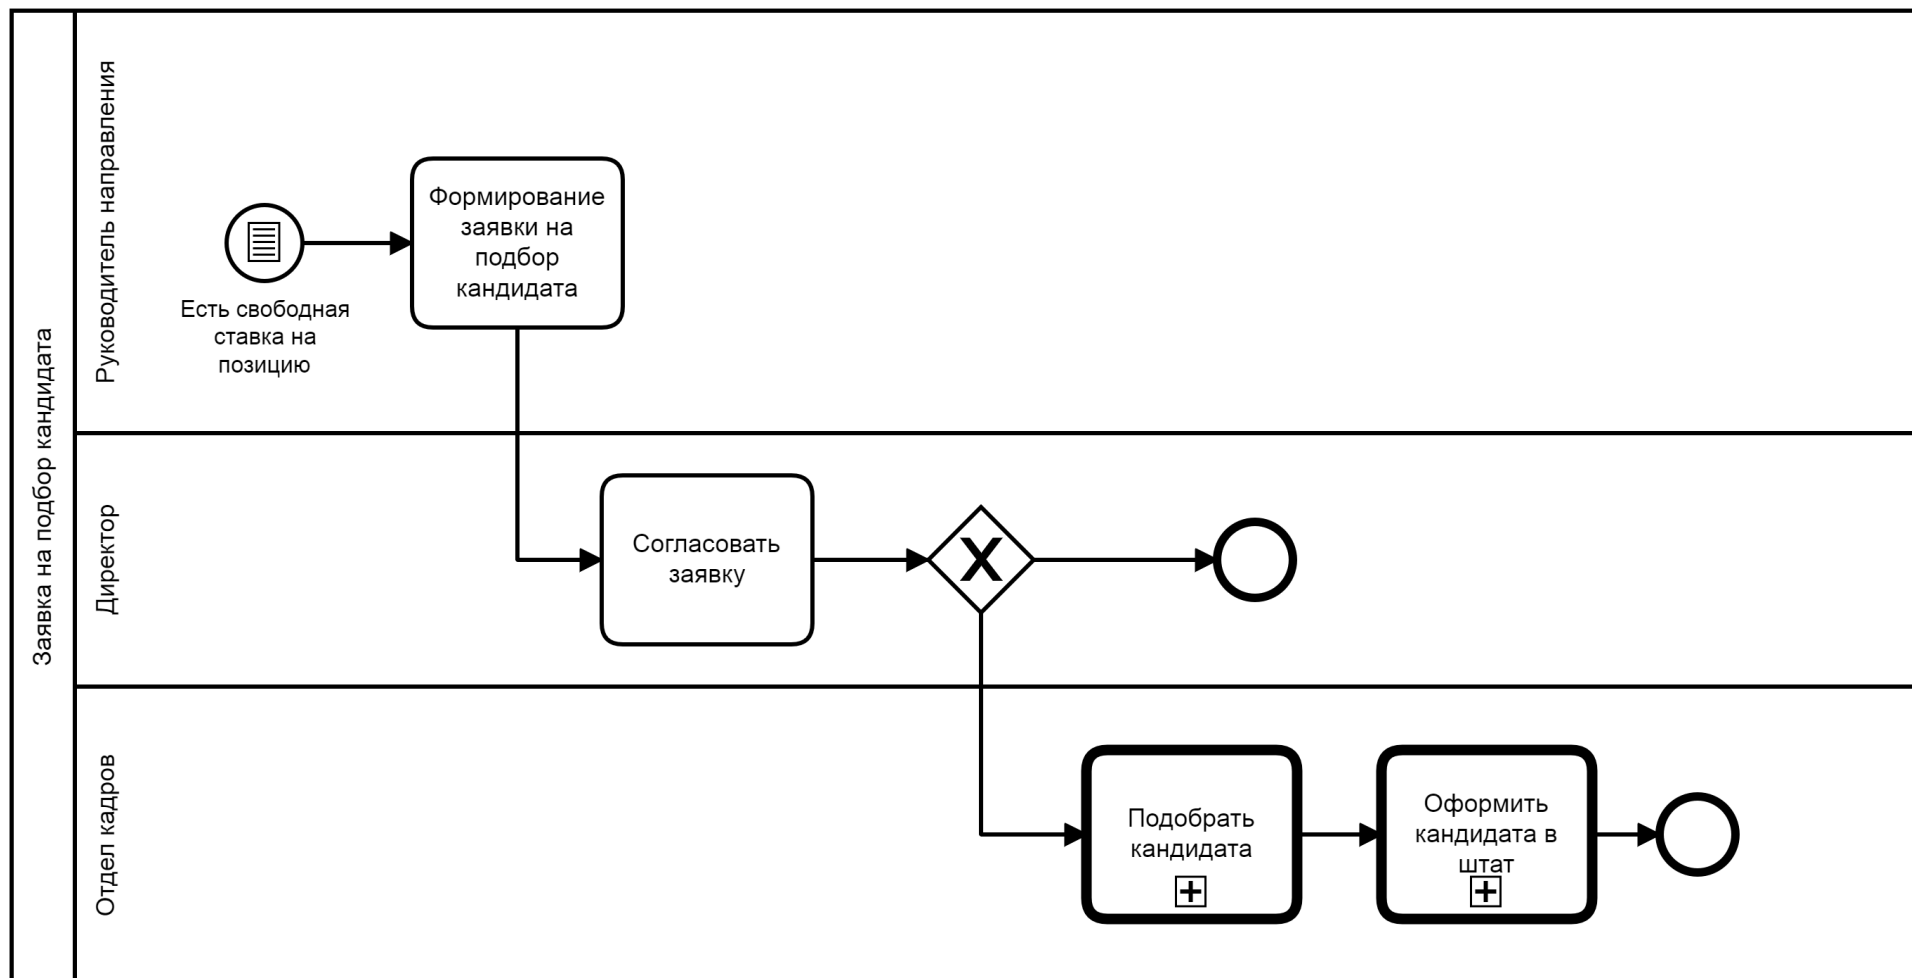 Заявка на подбор кандидата
Руководитель направления
Есть свободная
ставка на
позицию
Формирование
заявки на
подбор
кандидата
Директор
Согласовать
заявку
X
Отдел кадров
Подобрать
кандидата
Оформить
кандидата в
штат